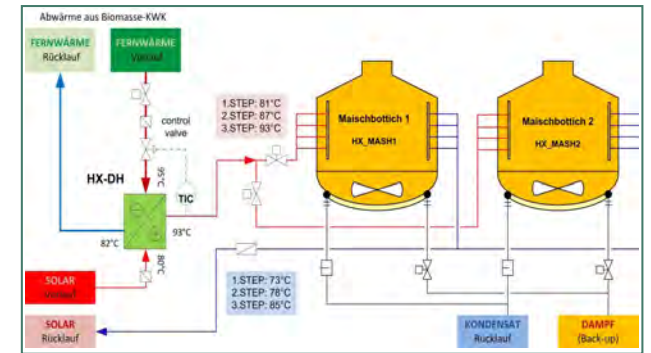 Abwärme aus Biomasse-KWK
FERNWÄRME
Rücklauf
FERNWÄRME
Vorlauf
control
valve
1.STEP: 81°C
2.STEP: 87°C
3.STEP: 93°C
Maischbottich 1
HX_MASH1
Maischbottich 2
HX_MASH2
HX-DH
95°C
TIC
82°C
93°C
80°C
SOLAR
Vorlauf
SOLAR
Rücklauf
1.STEP: 73°C
2.STEP: 78°C
3.STEP: 85°C
KONDENSAT
Rücklauf
DAMPF
(Back-up)